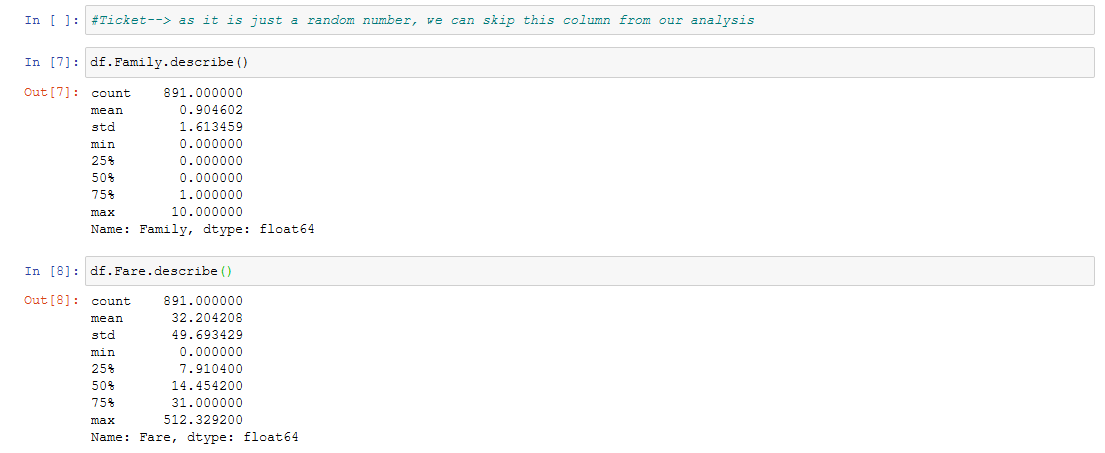 In [ ]: #Ticket--> as it is just a random number, we can skip this column from our analysis
In [7]: df.Family.describe()
Out[7]: count 891.000000
mean 0.904602
std 1.613459
min 0.000000
25% 0.000000
50% 0.000000
75% 1.000000
max 10.000000
Name: Family, dtype: float64
In [8]: df.Fare.describe()
Out[8]: count 891.000000
mean 32.204208
std 49.693429
min 0.000000
25% 7.910400
50% 14.454200
75% 31.000000
max 512.329200
Name: Fare, dtype: float64